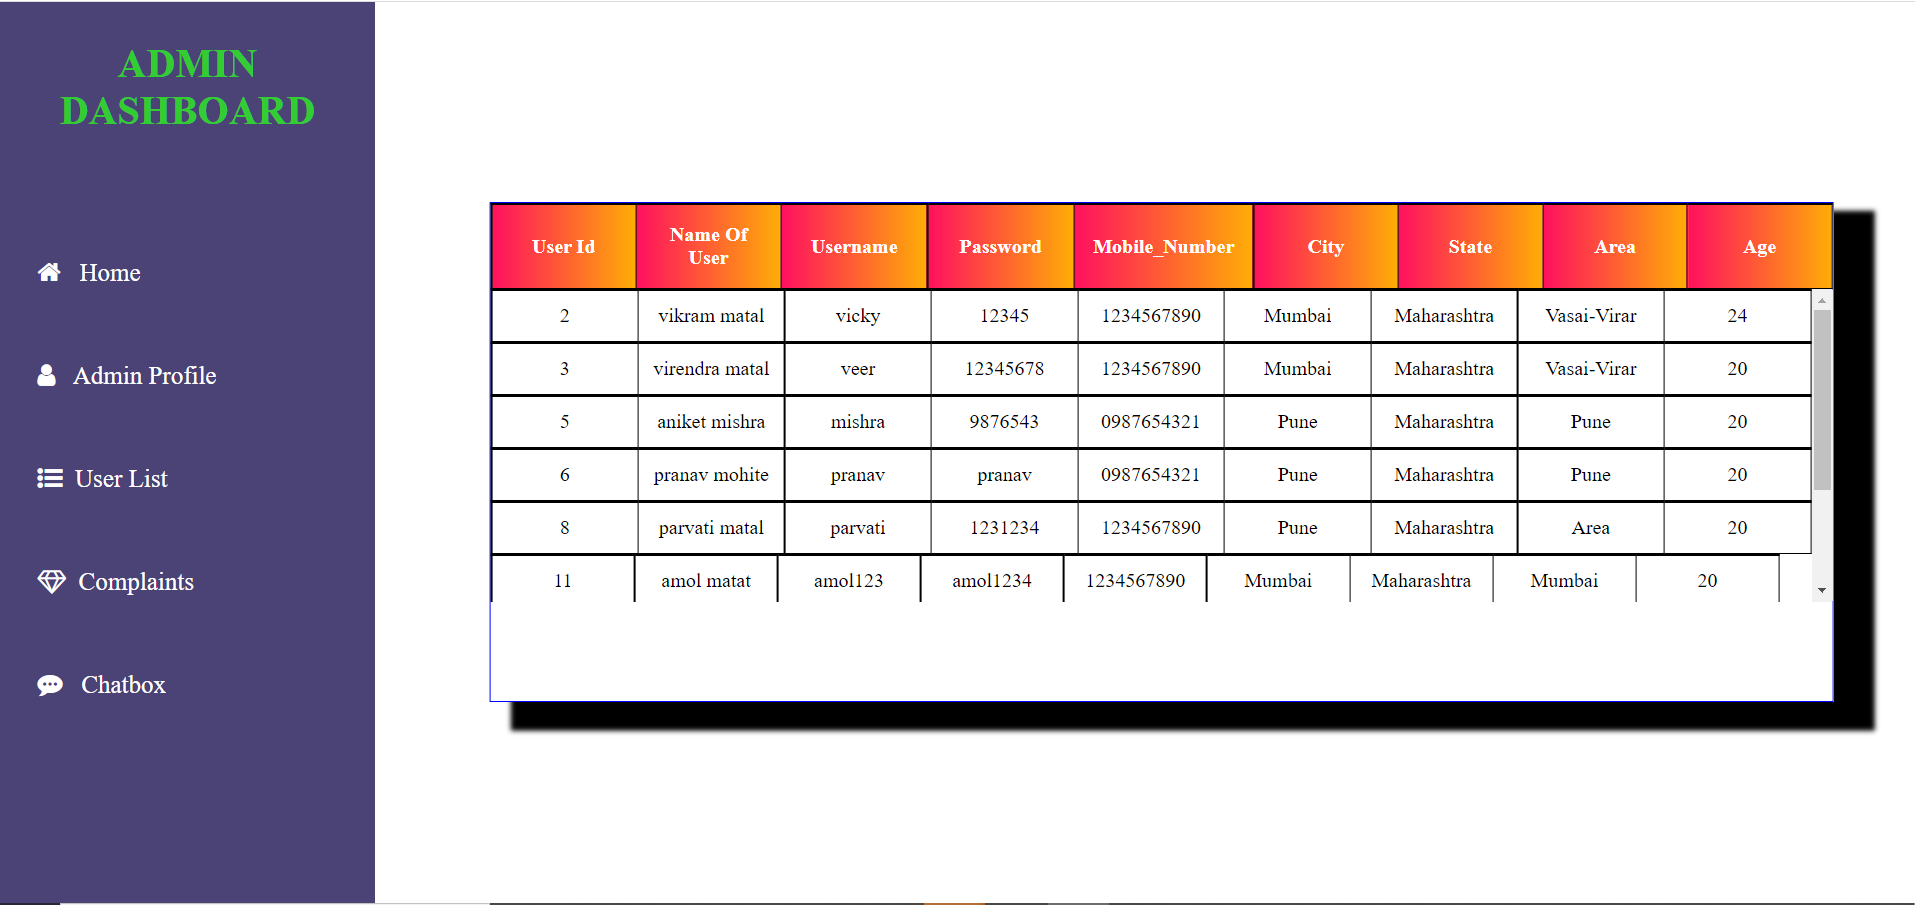 ADMIN
DASHBOARD
Home
Admin Profile
User List
Complaints
Chatbox
User Id Name Of User Username Password Mobile_Number City State Area Age
2 vikram matal vicky 12345 1234567890 Mumbai Maharashtra Vasai-Virar 24
3 virendra matal veer 12345678 1234567890 Mumbai Maharashtra Vasai-Virar 20
5 aniket mishra mishra 9876543 0987654321 Pune Maharashtra Pune 20
6 pranav mohite pranav pranav 0987654321 Pune Maharashtra Pune 20
8 parvati matal parvati 1231234 1234567890 Pune Maharashtra Area 20
11 amol matat amol123 amol1234 1234567890 Mumbai Maharashtra Mumbai 20